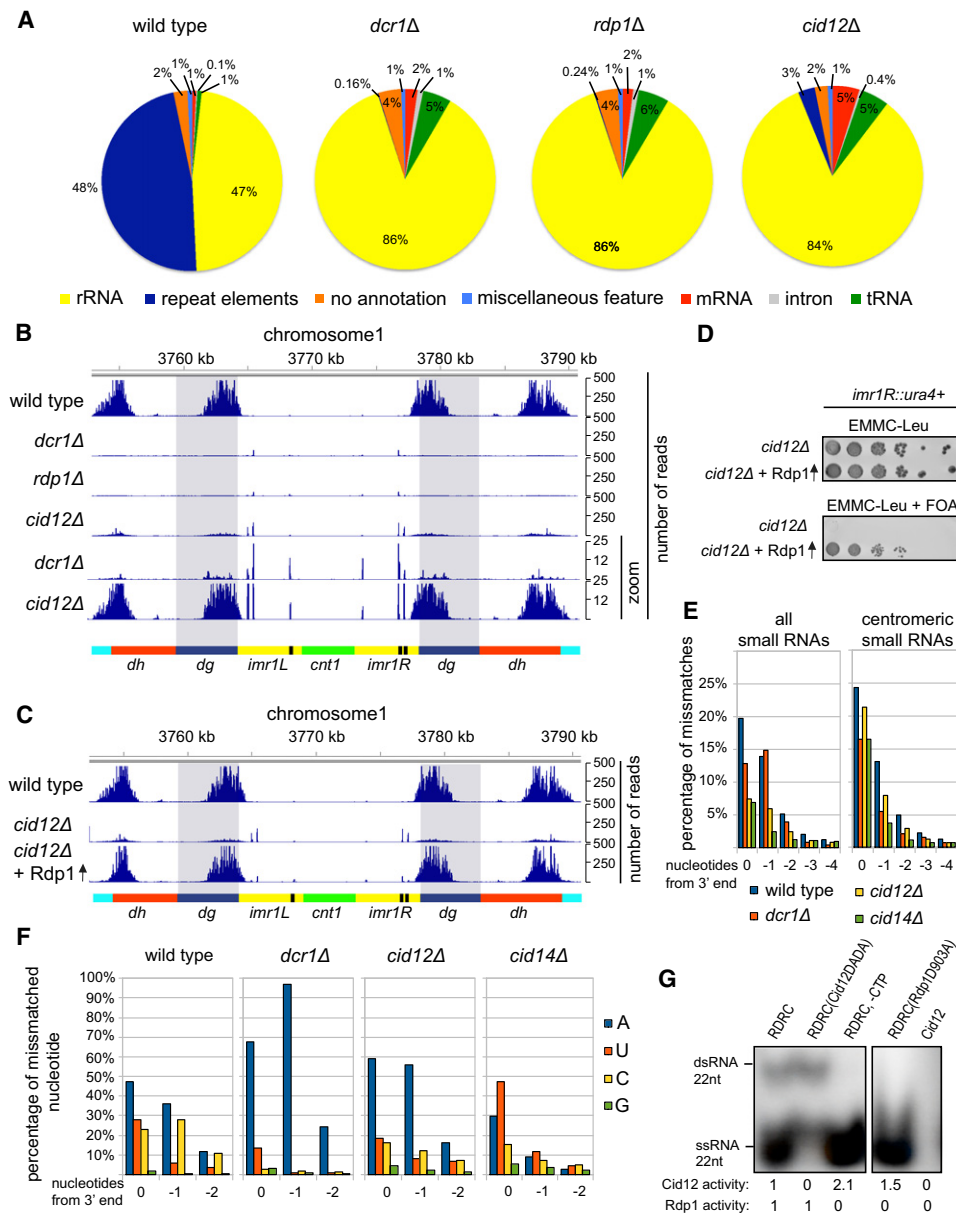 A
wild type
dcr1Δ
rdp1Δ
cid12Δ
2%
1%
1%
0.1%
1%
48%
47%
0.16%
4%
1%
2%
1%
5%
86%
0.24%
4%
1%
2%
1%
6%
86%
3%
2%
1%
5%
0.4%
5%
84%
rRNA
repeat elements
no annotation
miscellaneous feature
mRNA
intron
tRNA
B
chromosome1
3760 kb
3770 kb
3780 kb
3790 kb
wild type
dcr1Δ
rdp1Δ
cid12Δ
dcr1Δ
cid12Δ
500
250
500
250
500
250
500
250
25
12
25
12
zoom
number of reads
dh
dg
imr1L
cnt1
imr1R
dg
dh
C
chromosome1
3760 kb
3770 kb
3780 kb
3790 kb
wild type
cid12Δ
cid12Δ
+ Rdp1
500
250
500
250
500
250
number of reads
dh
dg
imr1L
cnt1
imr1R
dg
dh
D
imr1R::ura4+
EMMC-Leu
cid12Δ
cid12Δ + Rdp1
EMMC-Leu + FOA
cid12Δ
cid12Δ + Rdp1
E
all
small RNAs
centromeric
small RNAs
percentage of missmatches
25%
20%
15%
10%
5%
nucleotides
from 3' end
0 -1 -2 -3 -4
0 -1 -2 -3 -4
wild type
dcr1Δ
cid12Δ
cid14Δ
F
wild type
dcr1Δ
cid12Δ
cid14Δ
percentage of missmatched
nucleotide
100%
90%
80%
70%
60%
50%
40%
30%
20%
10%
nucleotides
from 3' end
0 -1 -2
0 -1 -2
0 -1 -2
0 -1 -2
A
U
C
G
G
RDRC
RDRC(Cid12DADA)
RDRC, -CTP
RDRC(Rdp1D903A)
Cid12
dsRNA
22nt
ssRNA
22nt
Cid12 activity: 1 0 2.1 1.5 0
Rdp1 activity: 1 1 0 0 0